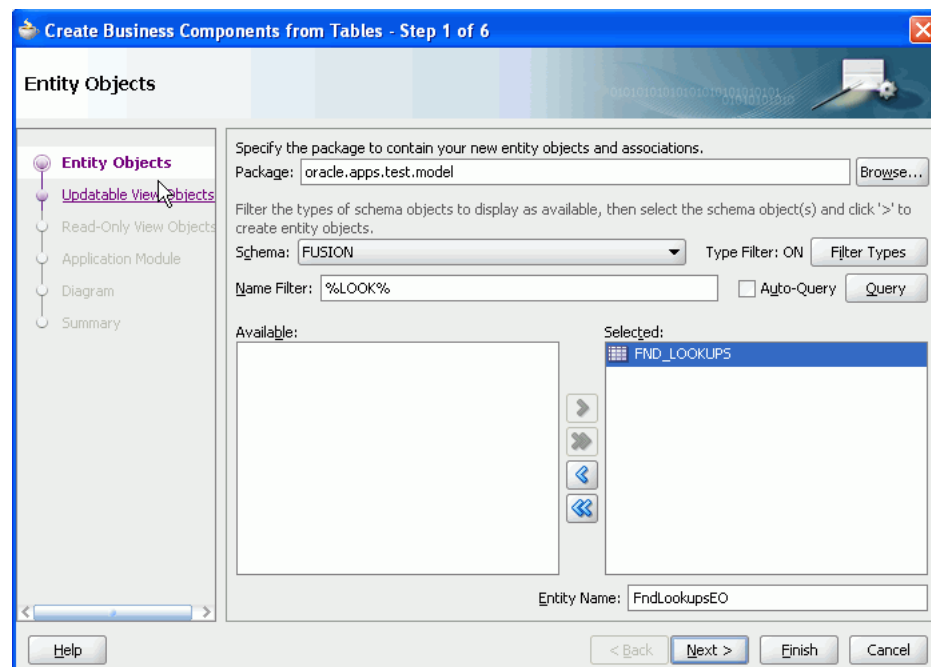 Create Business Components from Tables - Step 1 of 6
Entity Objects
Entity Objects
Updatable View Objects
Read-Only View Objects
Application Module
Diagram
Summary
Specify the package to contain your new entity objects and associations.
Package: oracle.apps.test.model Browse...
Filter the types of schema objects to display as available, then select the schema object(s) and click '>' to
create entity objects.
Schema: FUSION Type Filter: ON Filter Types
Name Filter: %LOOK% Auto-Query Query
Available: Selected:
FND_LOOKUPS
Entity Name: FndLookupsEO
Help < Back Next > Finish Cancel